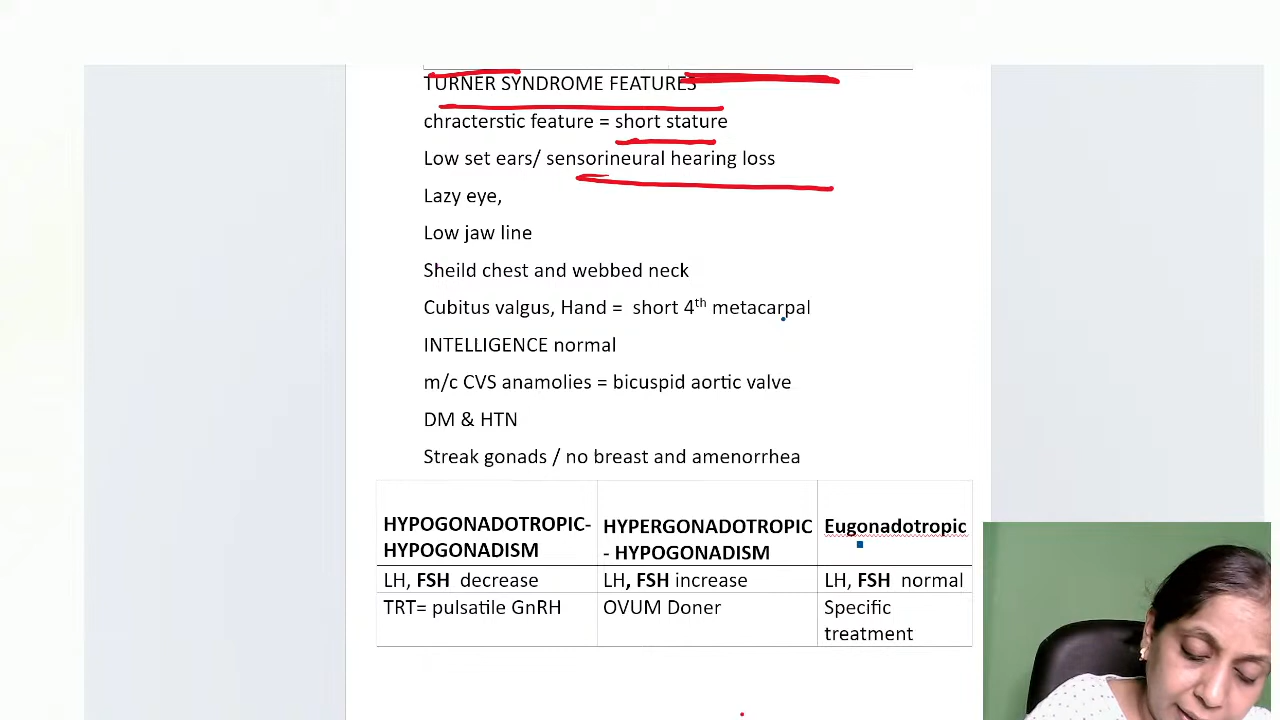 TURNER SYNDROME FEATURES
chracterstic feature = short stature
Low set ears/ sensorineural hearing loss
Lazy eye,
Low jaw line
Sheild chest and webbed neck
Cubitus valgus, Hand =  short 4th metacarpal
INTELLIGENCE normal
m/c CVS anamolies = bicuspid aortic valve
DM & HTN
Streak gonads / no breast and amenorrhea
HYPOGONADOTROPIC-
HYPOGONADISM
HYPERGONADOTROPIC
- HYPOGONADISM
Eugonadotropic
LH, FSH  decrease
LH, FSH increase
LH, FSH  normal
TRT= pulsatile GnRH
OVUM Doner
Specific
treatment